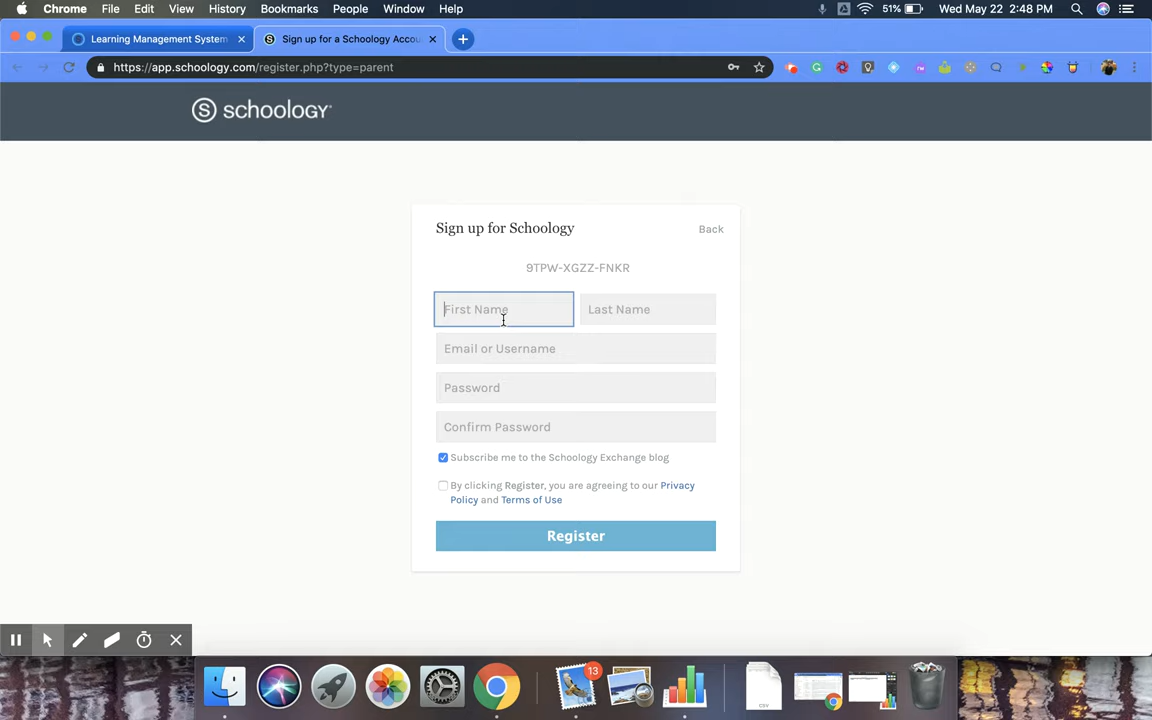 Chrome File Edit View History Bookmarks People Window Help 51% Wed May 22 2:48 PM
Learning Management System Sign up for a Schoology Accou
https://app.schoology.com/register.php?type=parent
S schoology
Sign up for Schoology Back
9TPW-XGZZ-FNKR
First Name Last Name
Email or Username
Password
Confirm Password
Subscribe me to the Schoology Exchange blog
By clicking Register, you are agreeing to our Privacy
Policy and Terms of Use
Register
13
CSV